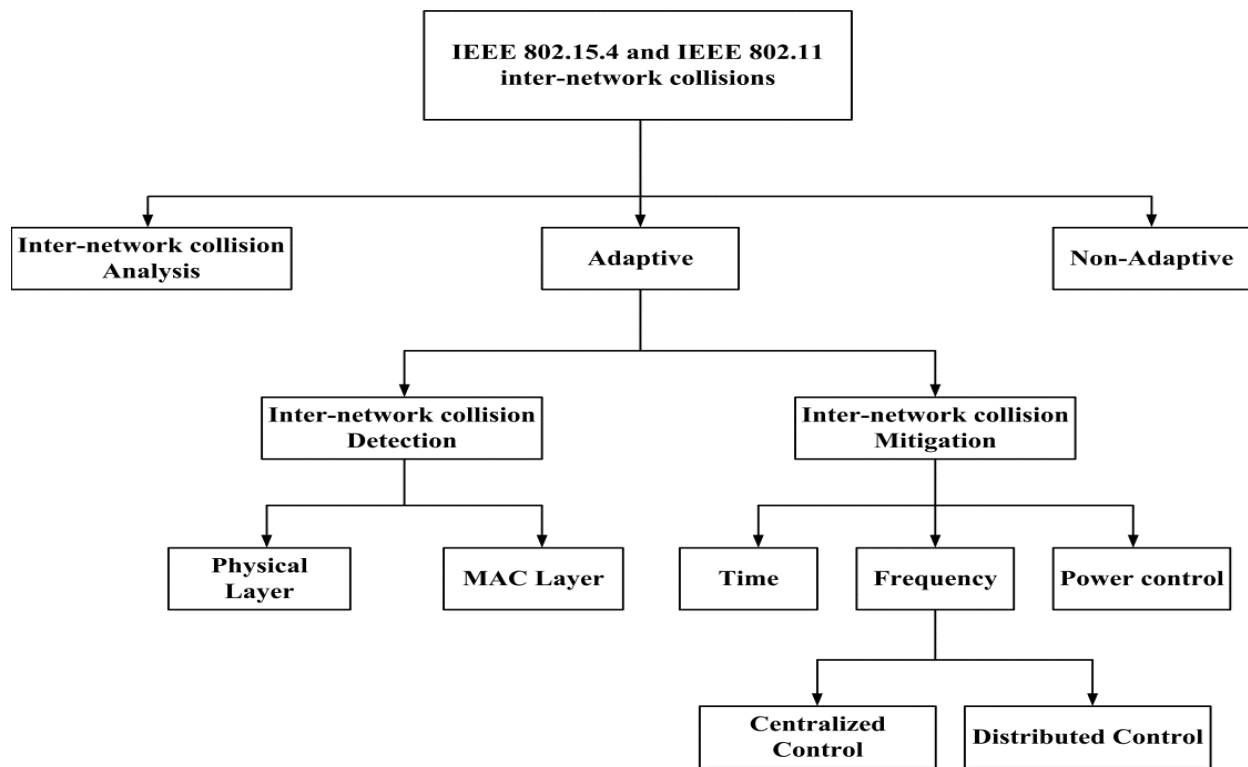 IEEE 802.15.4 and IEEE 802.11
inter-network collisions
Inter-network collision
Analysis
Adaptive
Non-Adaptive
Inter-network collision
Detection
Inter-network collision
Mitigation
Physical
Layer
MAC Layer
Time
Frequency
Power control
Centralized
Control
Distributed Control